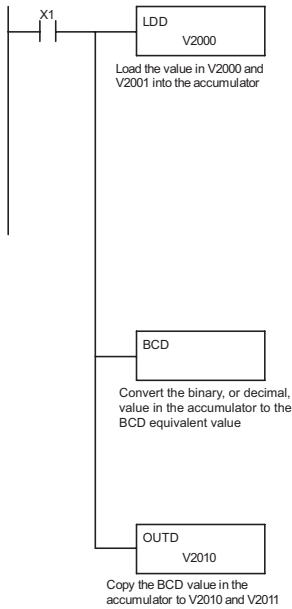 X1
LDD
V2000
Load the value in V2000 and
V2001 into the accumulator
BCD
Convert the binary, or decimal,
value in the accumulator to the
BCD equivalent value
OUTD
V2010
Copy the BCD value in the
accumulator to V2010 and V2011